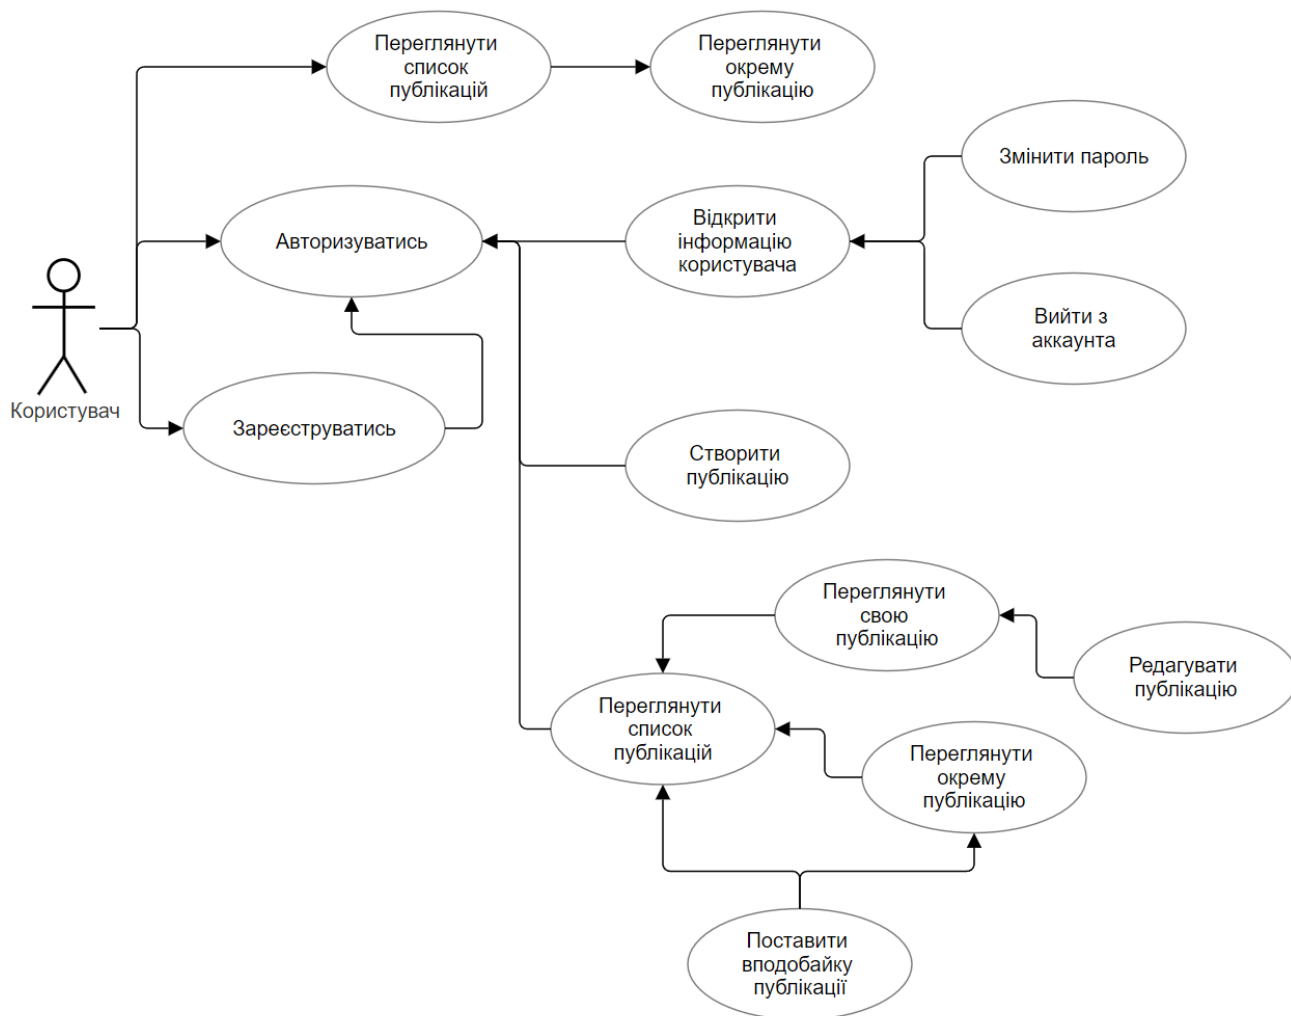 Переглянути
список
публікацій
Переглянути
окрему
публікацію
Змінити пароль
Авторизуватись
Відкрити
інформацію
користувача
Вийти з
аккаунта
Користувач
Зареєструватись
Створити
публікацію
Переглянути
свою
публікацію
Редагувати
публікацію
Переглянути
список
публікацій
Переглянути
окрему
публікацію
Поставити
вподобайку
публікації